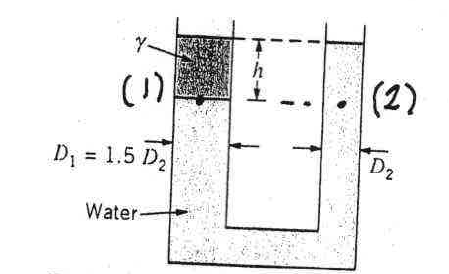 γ
h
(1)
(2)
D₁ = 1.5 D₂
D₂
Water